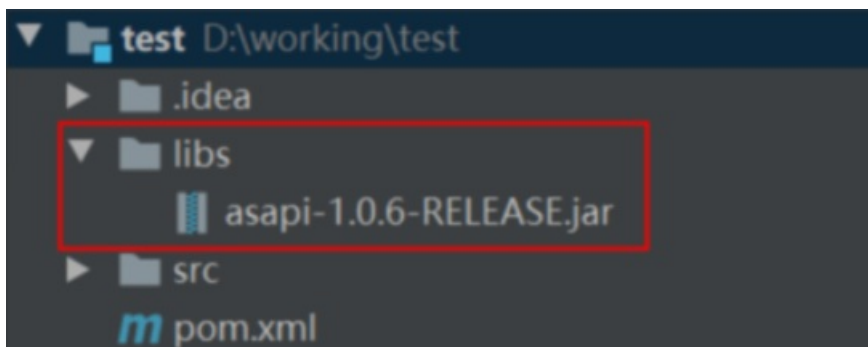 test D:\working\test
.idea
libs
asapi-1.0.6-RELEASE.jar
src
m pom.xml